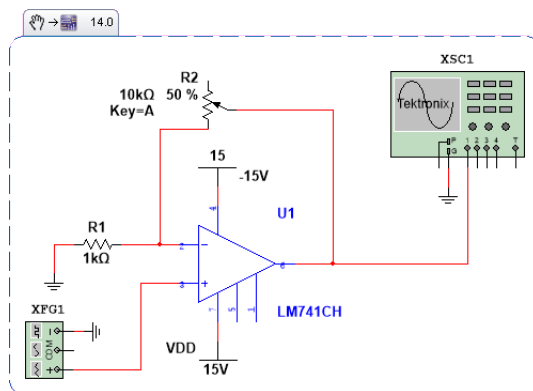 14.0
XSC1
Tektronix
P
G
1 2 3 4 T
R2
10kΩ 50 %
Key=A
15
-15V
4
U1
R1
1kΩ
2
3
6
7 5 1
LM741CH
XFG1
COM
VDD
15V